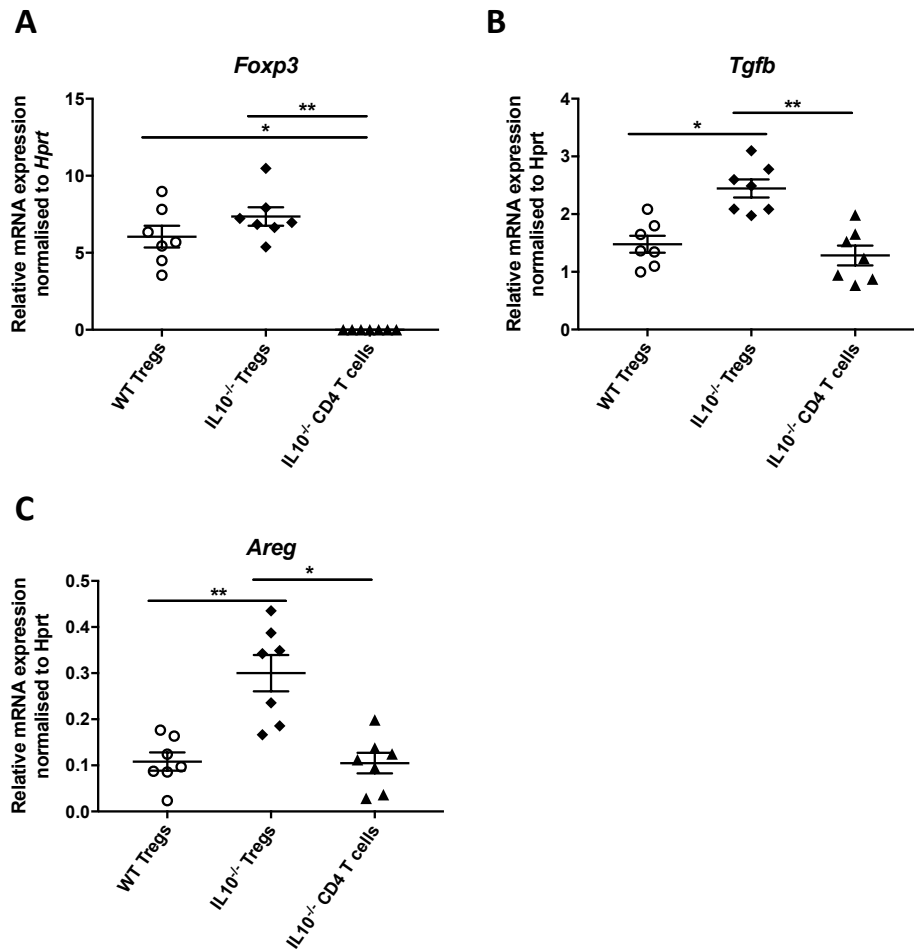 A
Foxp3
**
*
15
10
5
0
Relative mRNA expression
normalised to Hprt
WT Tregs
IL10-/- Tregs
IL10-/- CD4 T cells
B
Tgfb
**
*
4
3
2
1
0
Relative mRNA expression
normalised to Hprt
WT Tregs
IL10-/- Tregs
IL10-/- CD4 T cells
C
Areg
*
**
0.5
0.4
0.3
0.2
0.1
0.0
Relative mRNA expression
normalised to Hprt
WT Tregs
IL10-/- Tregs
IL10-/- CD4 T cells